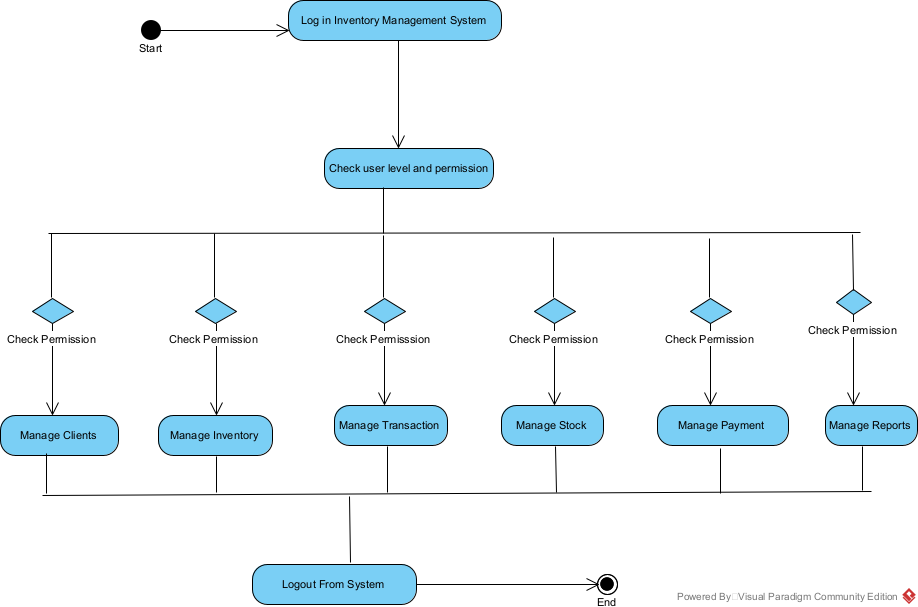 Log in Inventory Management System
Start
Check user level and permission
Check Permission
Check Permission
Check Permisssion
Check Permission
Check Permission
Check Permission
Manage Clients
Manage Inventory
Manage Transaction
Manage Stock
Manage Payment
Manage Reports
Logout From System
End
Powered By Visual Paradigm Community Edition